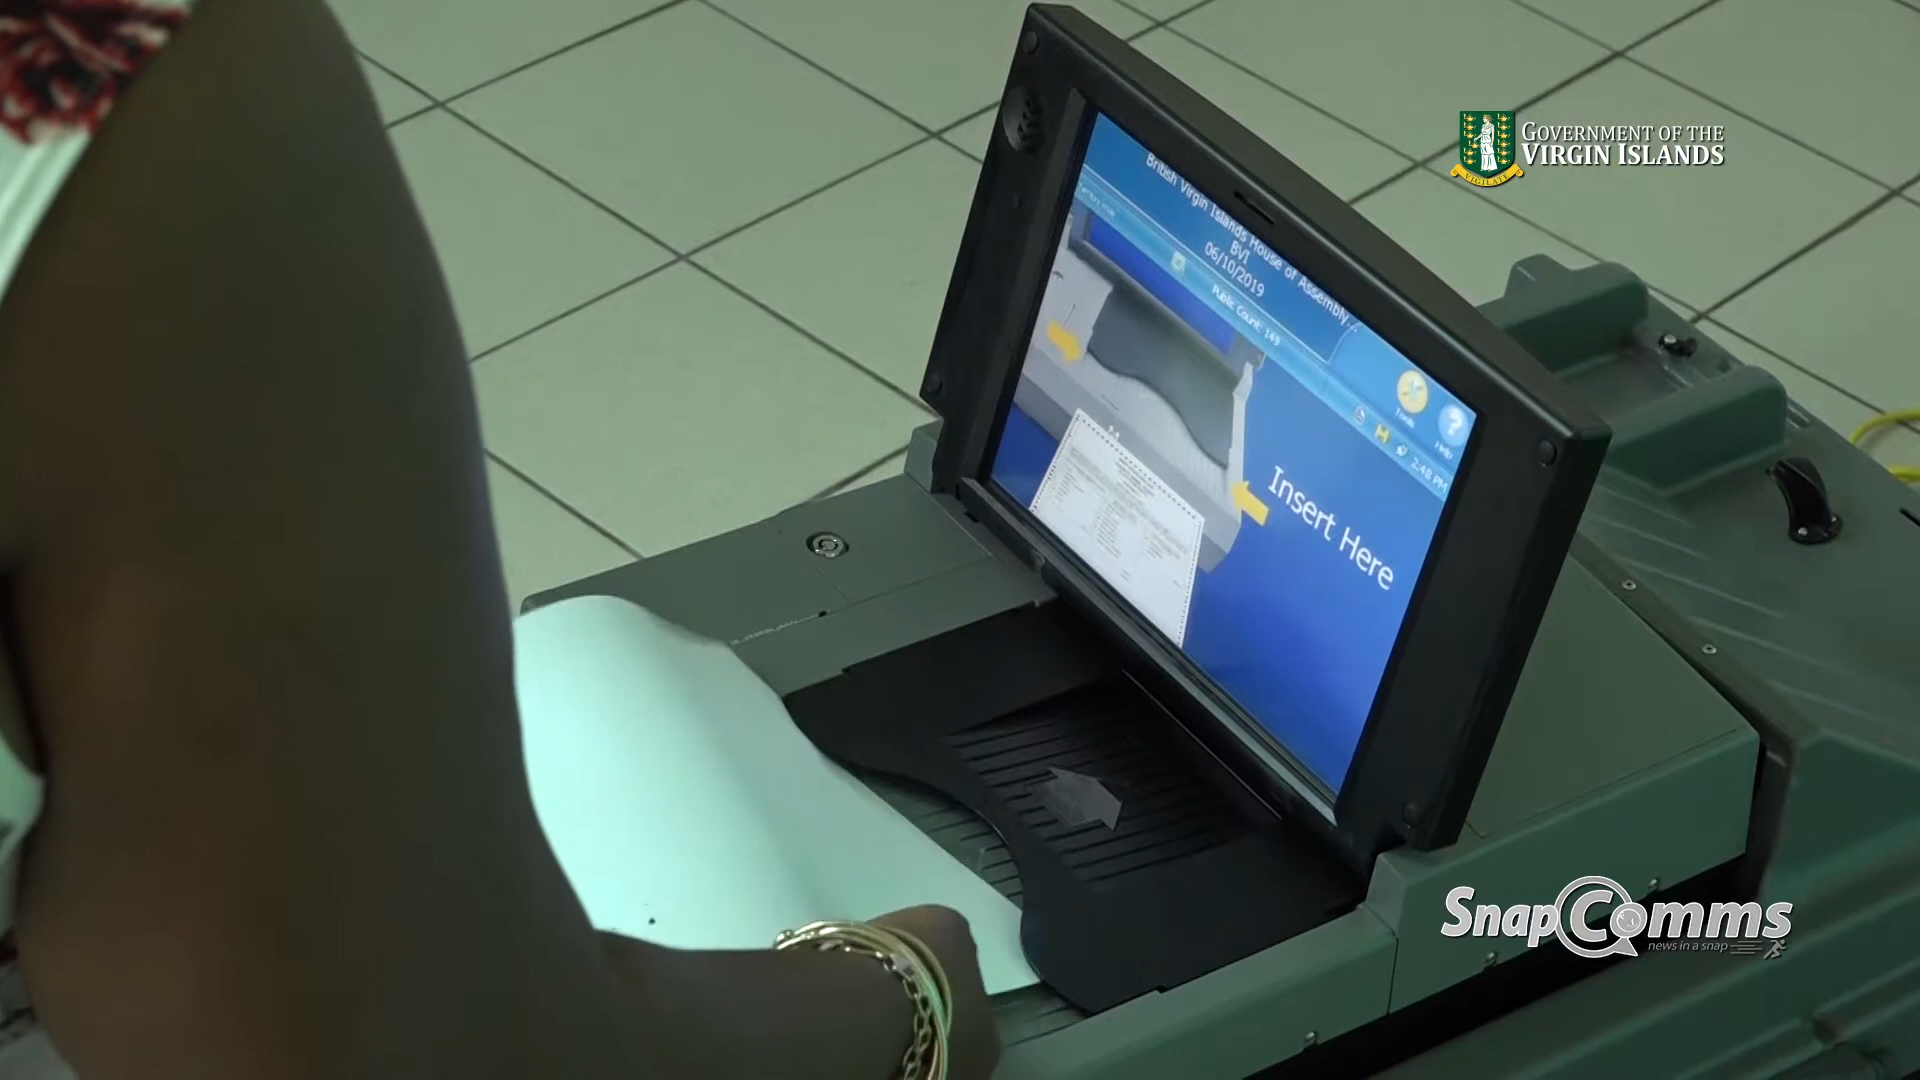 GOVERNMENT OF THE
VIRGIN ISLANDS
VIGILATE
British Virgin Islands House of Assembly...
BVI
06/10/2019
Public Count: 149
Tools
Help
2:48 PM
Insert Here
SnapComms
news in a snap